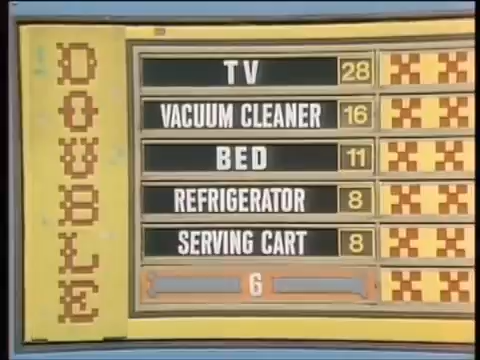 DOUBLE
TV 28
VACUUM CLEANER 16
BED 11
REFRIGERATOR 8
SERVING CART 8
6